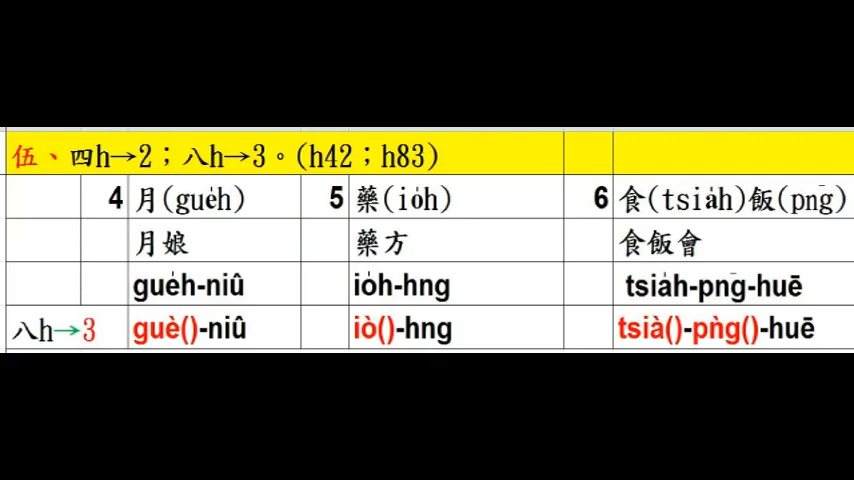 伍、四h→2；八h→3。(h42；h83)
4 月(gue̍h) 5 藥(io̍h) 6 食(tsia̍h)飯(pn̄g)
月娘 藥方 食飯會
gue̍h-niû io̍h-hng tsia̍h-pn̄g-huē
八h→3 guè()-niû iò()-hng tsià()-pǹg()-huē